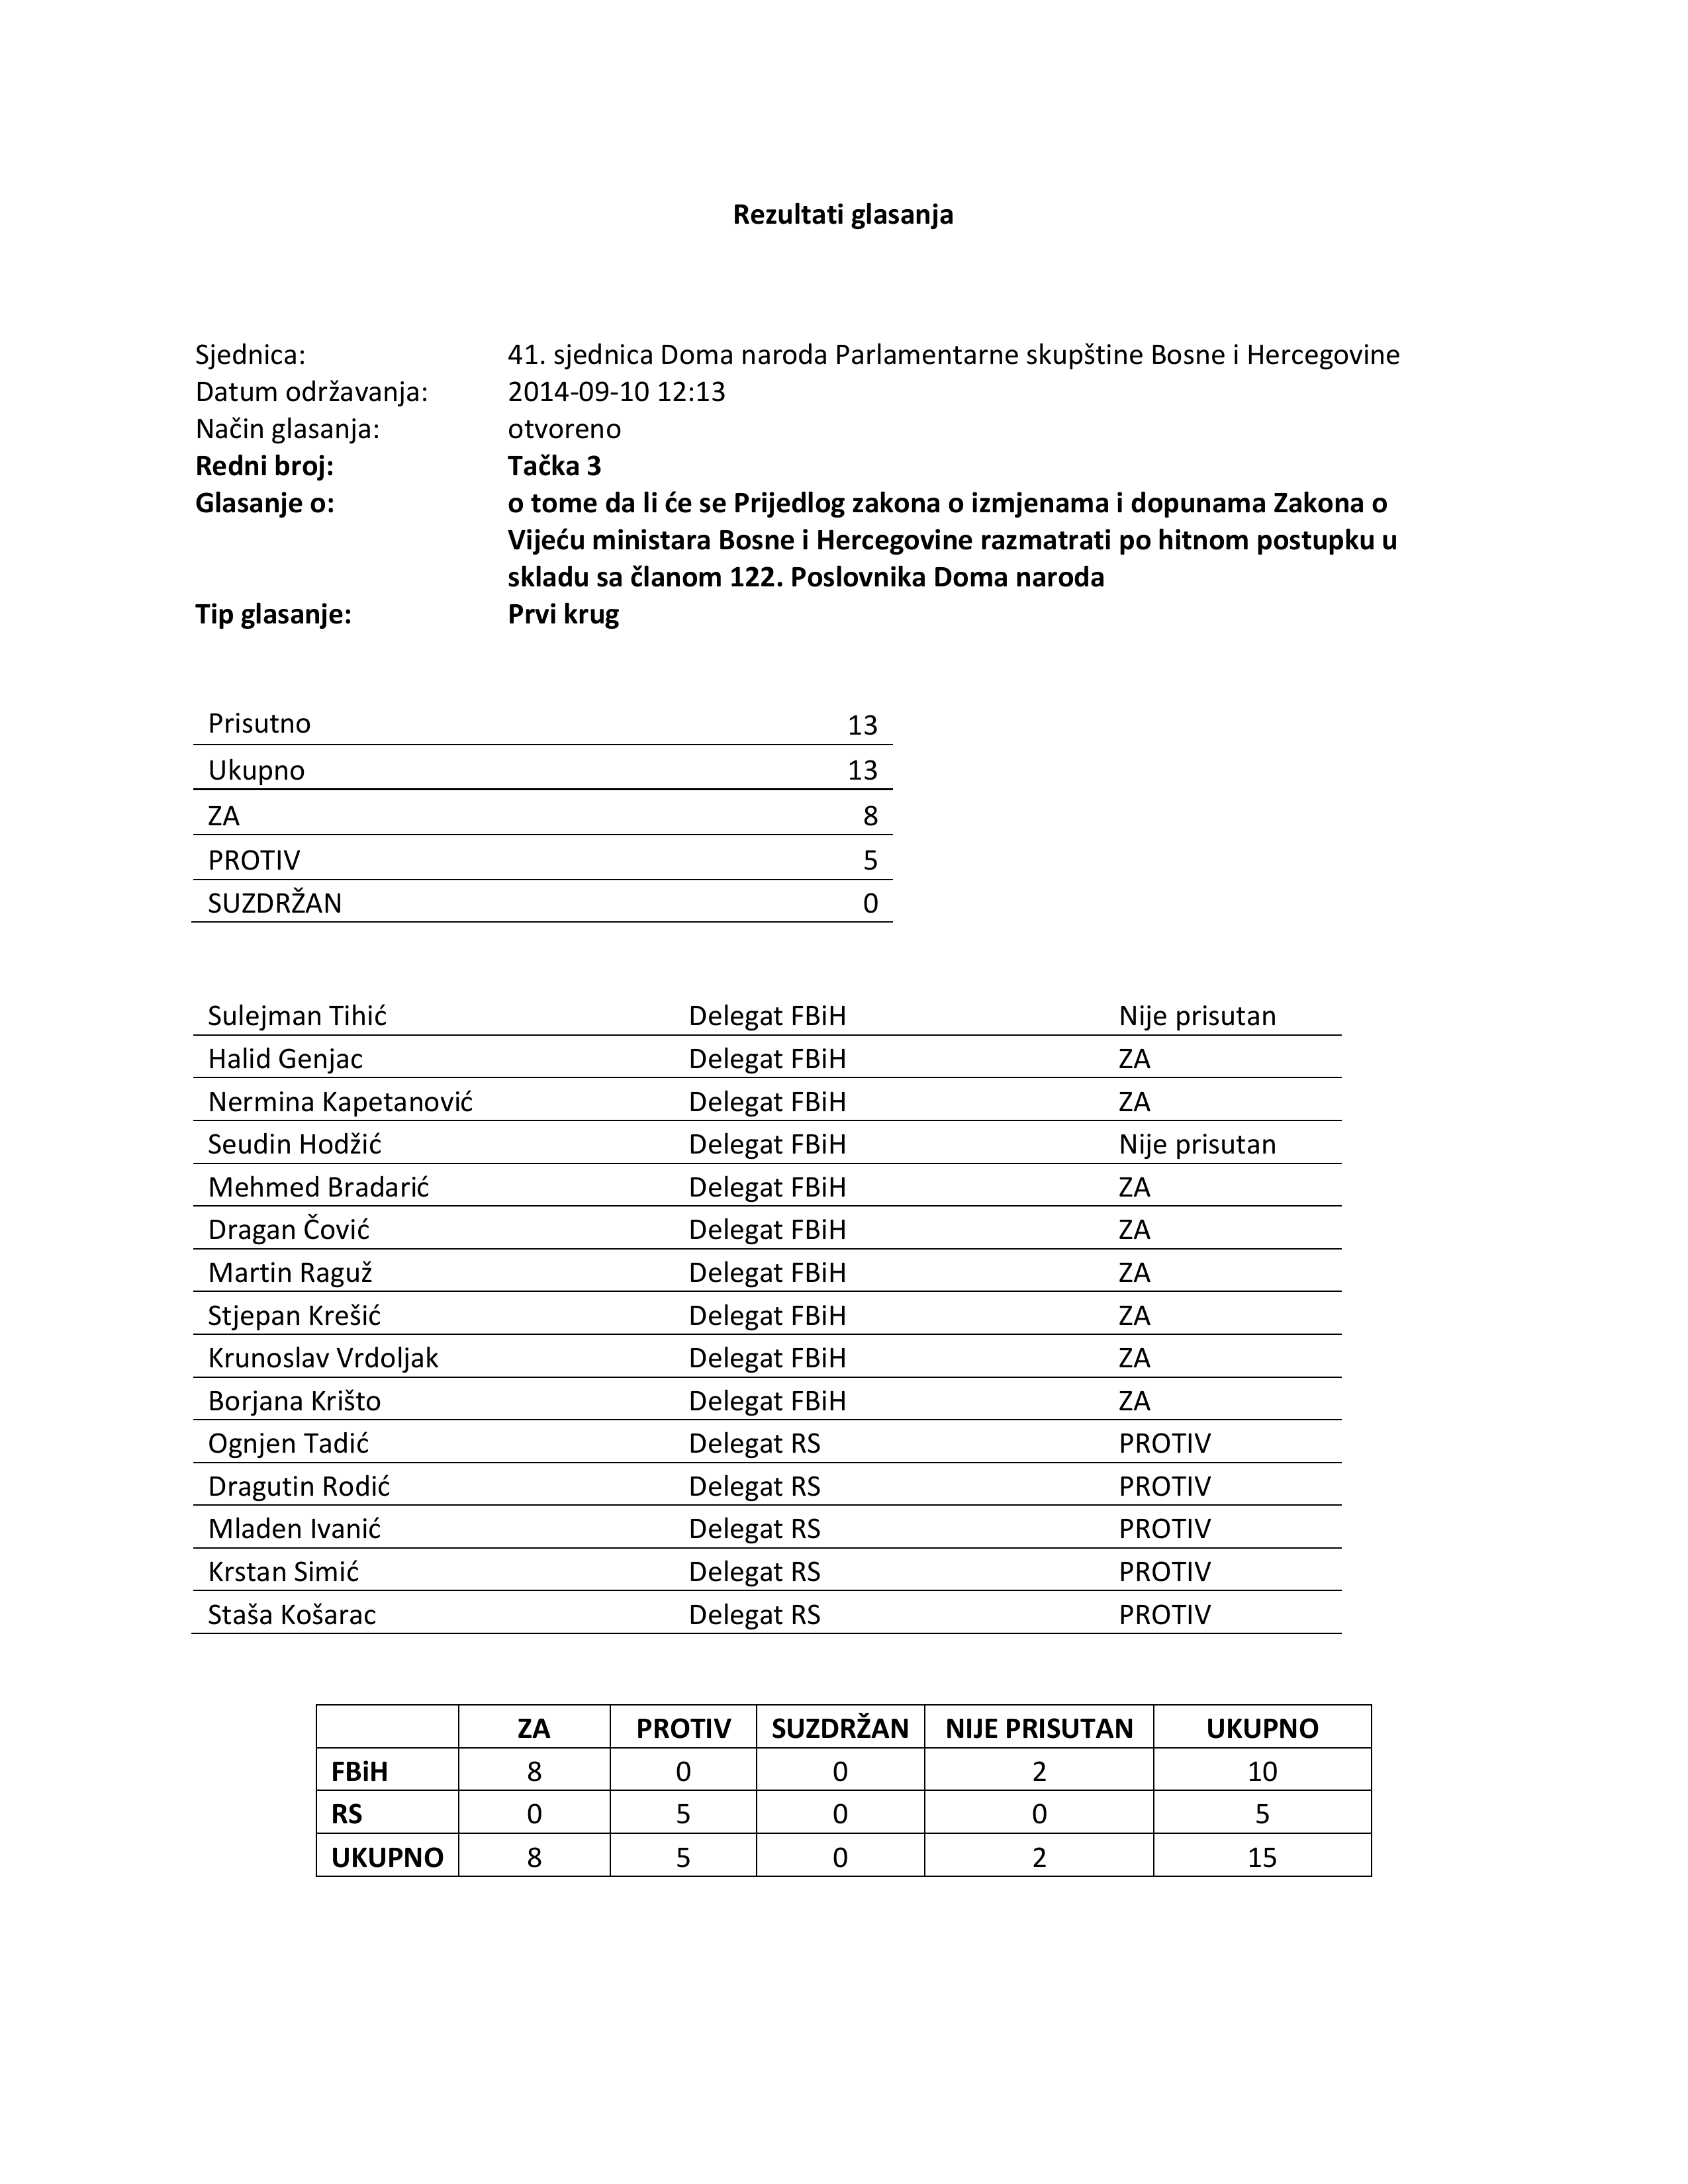 Rezultati glasanja
Sjednica: 41. sjednica Doma naroda Parlamentarne skupštine Bosne i Hercegovine
Datum održavanja: 2014-09-10 12:13
Način glasanja: otvoreno
Redni broj: Tačka 3
Glasanje o: o tome da li će se Prijedlog zakona o izmjenama i dopunama Zakona o
Vijeću ministara Bosne i Hercegovine razmatrati po hitnom postupku u
skladu sa članom 122. Poslovnika Doma naroda
Tip glasanje: Prvi krug
Prisutno 13
Ukupno 13
ZA 8
PROTIV 5
SUZDRŽAN 0
Sulejman Tihić Delegat FBiH Nije prisutan
Halid Genjac Delegat FBiH ZA
Nermina Kapetanović Delegat FBiH ZA
Seudin Hodžić Delegat FBiH Nije prisutan
Mehmed Bradarić Delegat FBiH ZA
Dragan Čović Delegat FBiH ZA
Martin Raguž Delegat FBiH ZA
Stjepan Krešić Delegat FBiH ZA
Krunoslav Vrdoljak Delegat FBiH ZA
Borjana Krišto Delegat FBiH ZA
Ognjen Tadić Delegat RS PROTIV
Dragutin Rodić Delegat RS PROTIV
Mladen Ivanić Delegat RS PROTIV
Krstan Simić Delegat RS PROTIV
Staša Košarac Delegat RS PROTIV
ZA PROTIV SUZDRŽAN NIJE PRISUTAN UKUPNO
FBiH 8 0 0 2 10
RS 0 5 0 0 5
UKUPNO 8 5 0 2 15